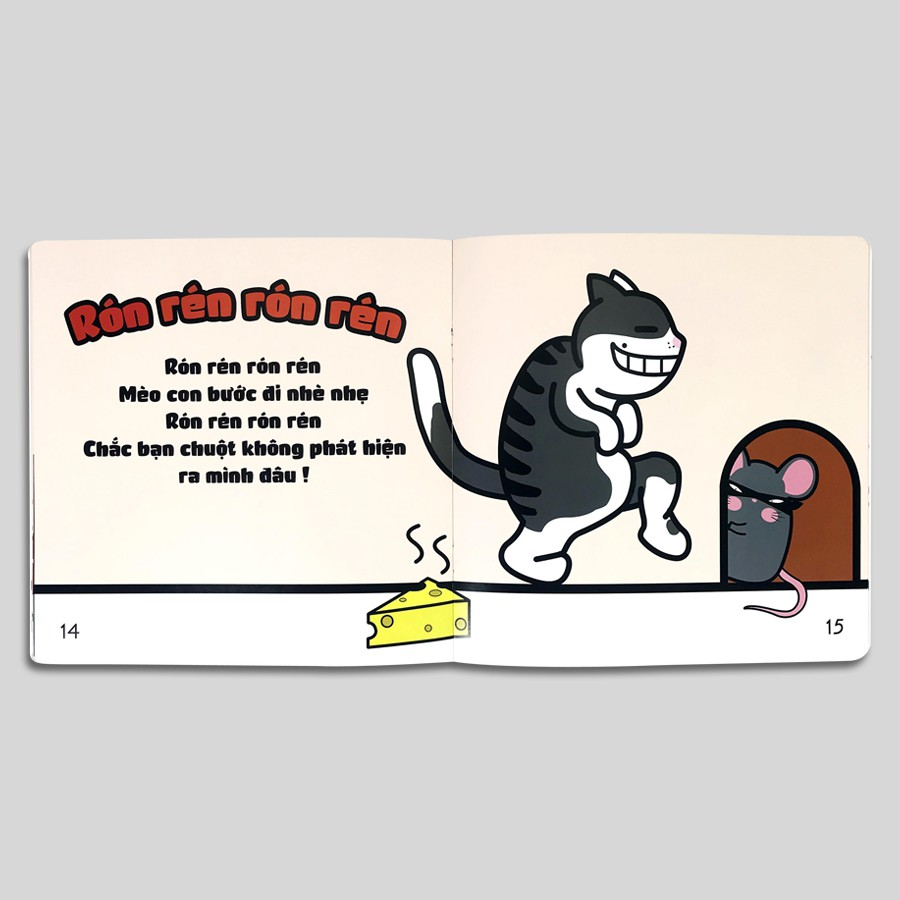 Rón rén rón rén
Rón rén rón rén
Mèo con bước đi nhè nhẹ
Rón rén rón rén
Chắc bạn chuột không phát hiện
ra mình đâu !
14
15